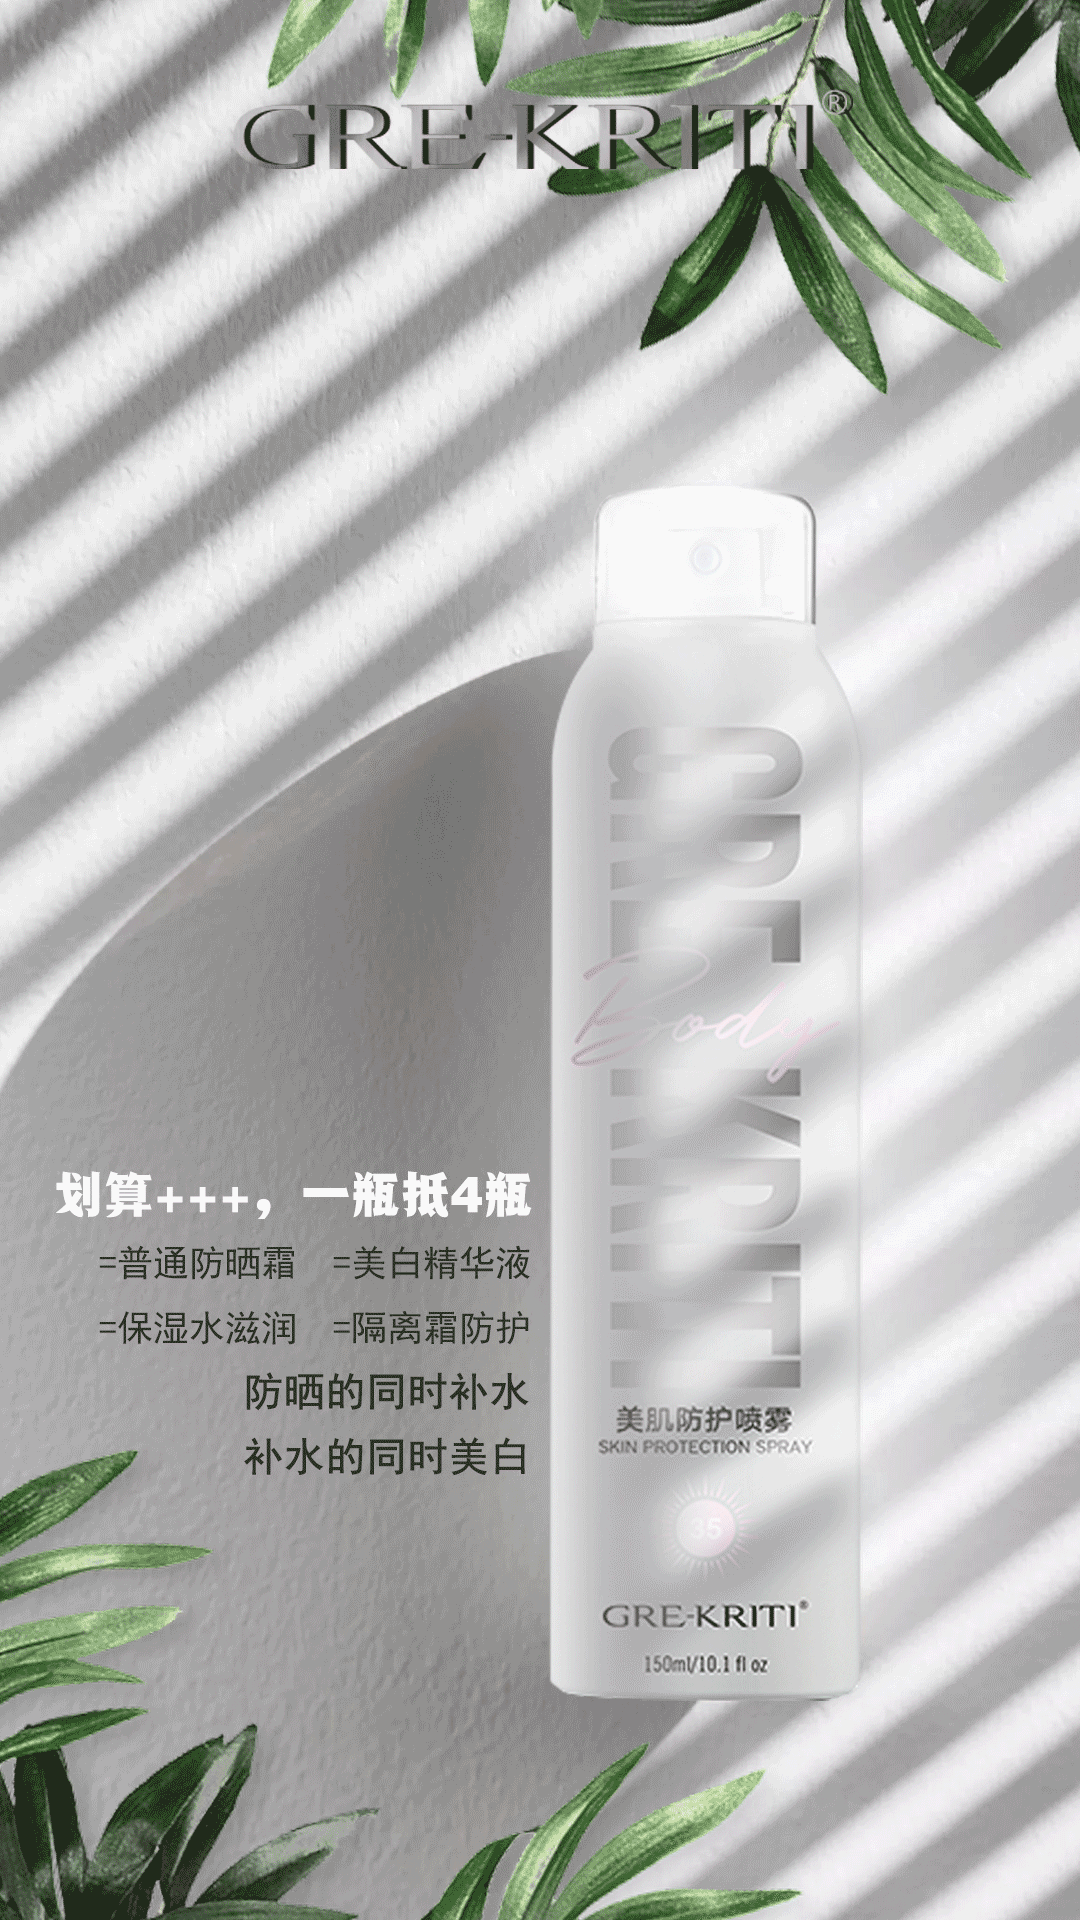 GRE-KRITI®
GRE-KRITI
Body
划算+++，一瓶抵4瓶
=普通防晒霜 =美白精华液
=保湿水滋润 =隔离霜防护
防晒的同时补水
补水的同时美白
美肌防护喷雾
SKIN PROTECTION SPRAY
35
GRE-KRITI®
150ml/10.1 fl oz